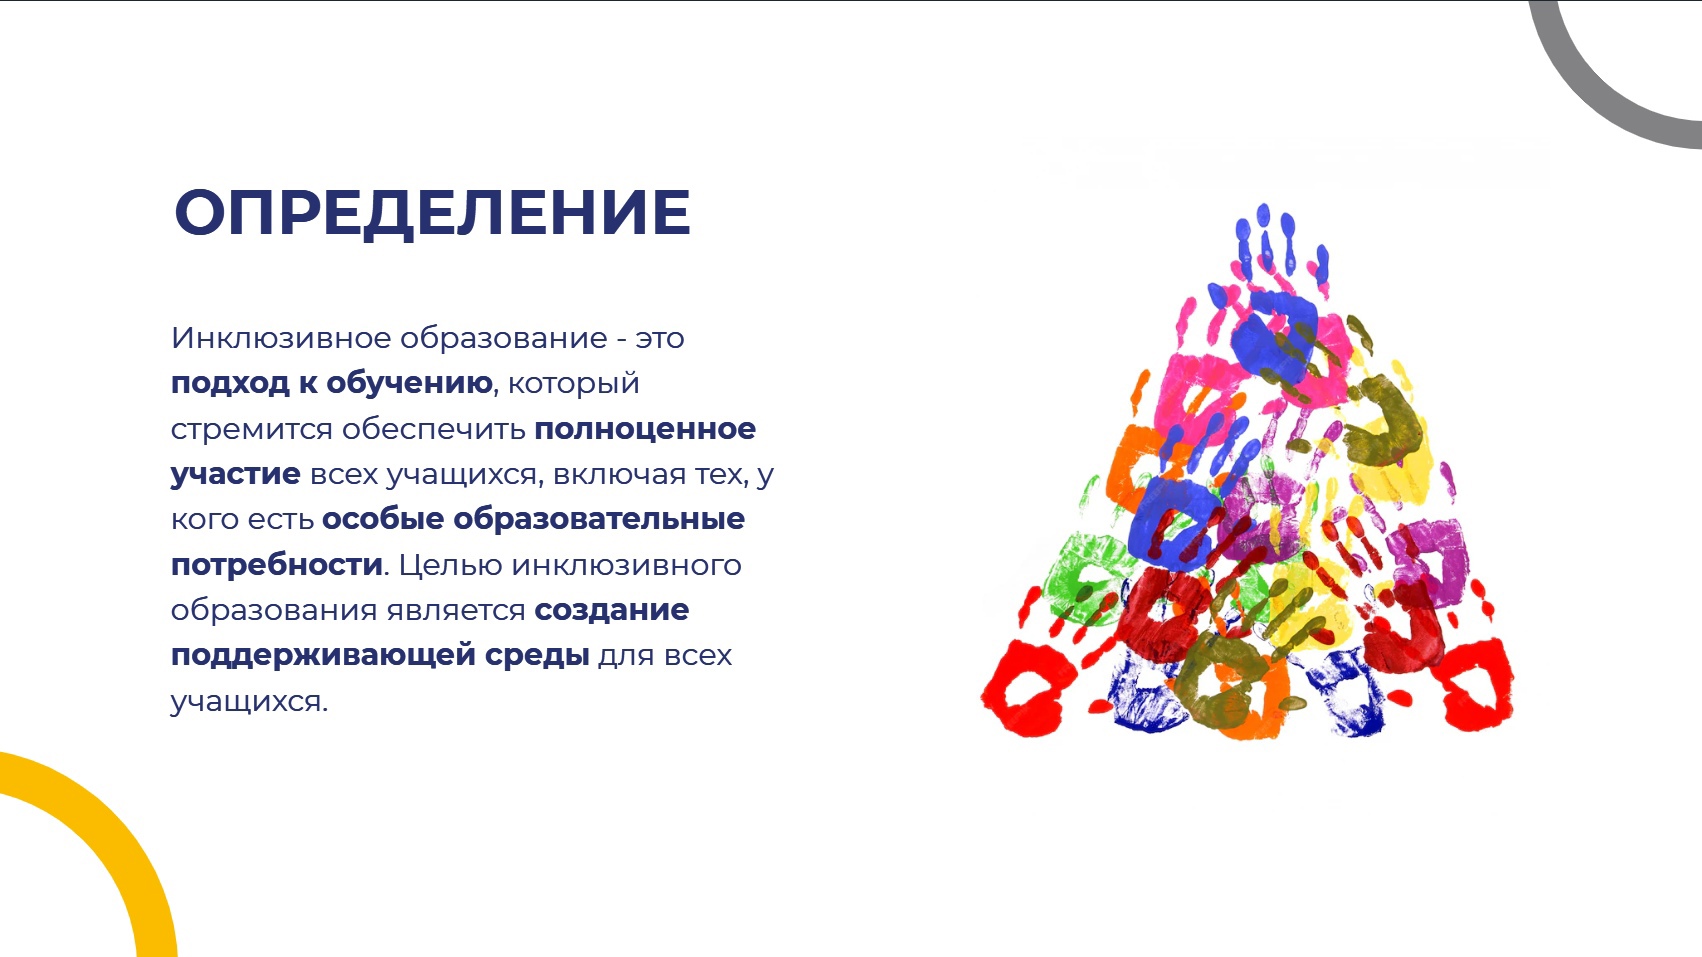 ОПРЕДЕЛЕНИЕ
Инклюзивное образование - это
подход к обучению, который
стремится обеспечить полноценное
участие всех учащихся, включая тех, у
кого есть особые образовательные
потребности. Целью инклюзивного
образования является создание
поддерживающей среды для всех
учащихся.